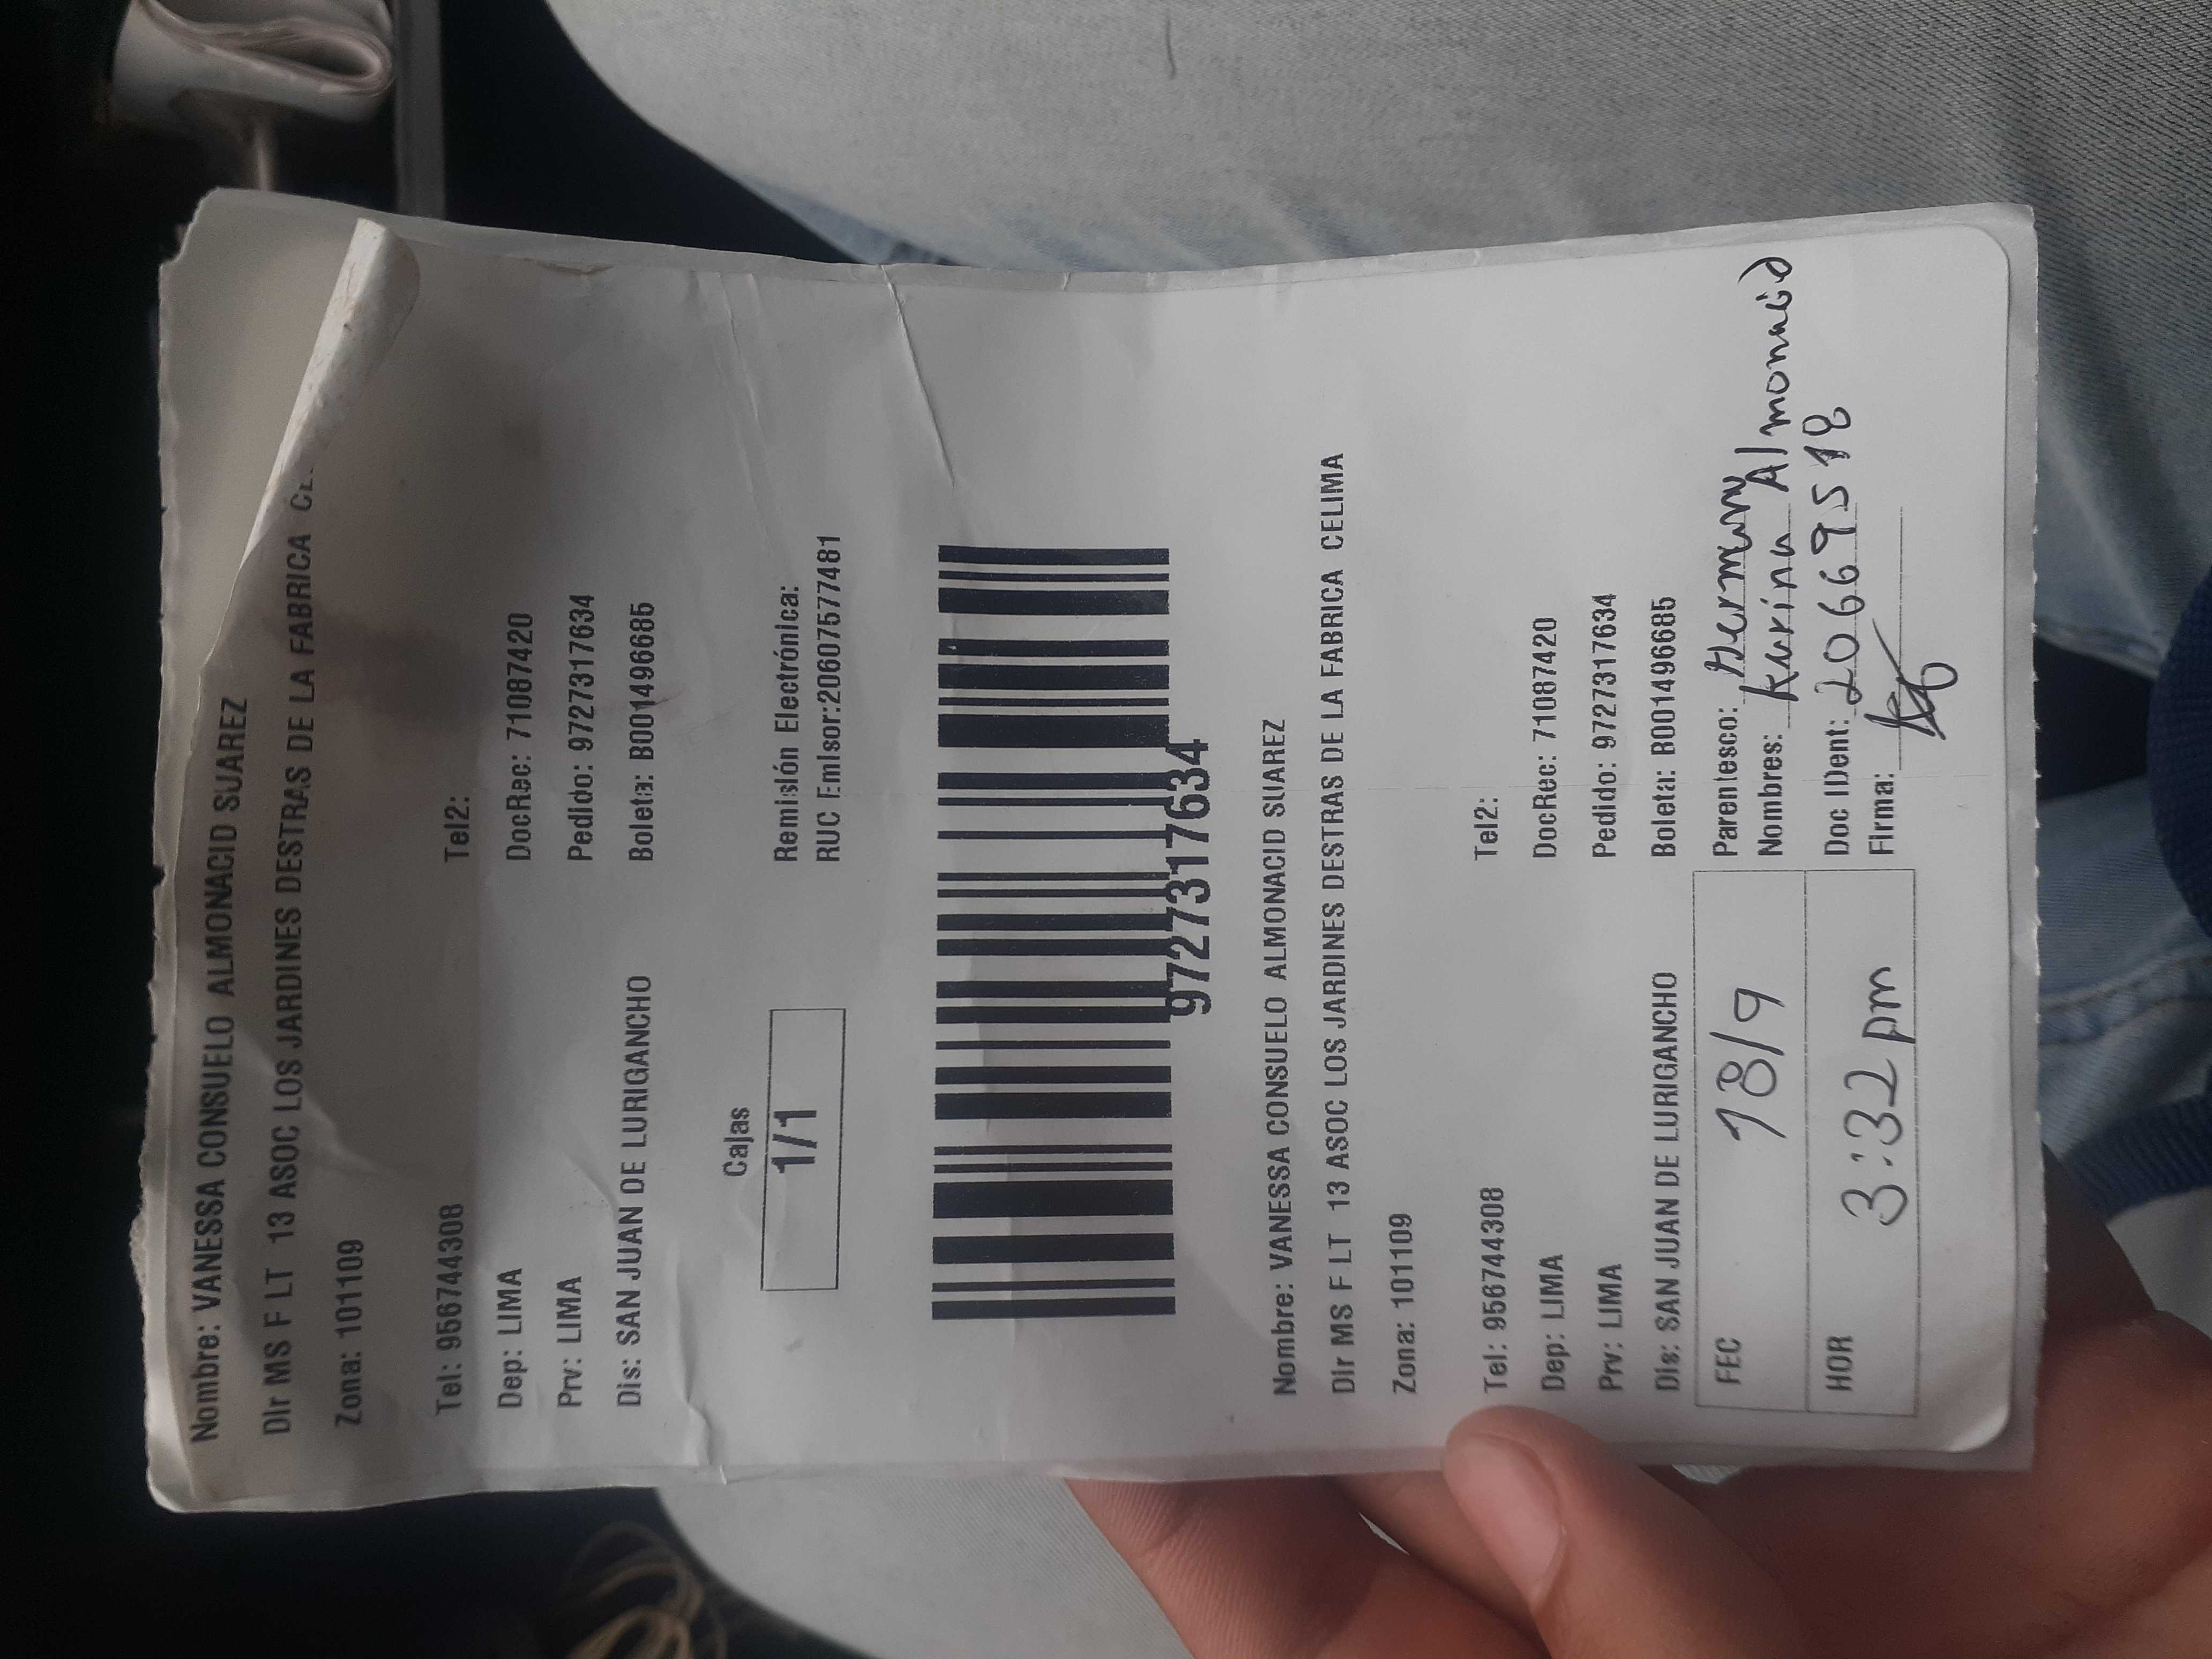 Nombre: VANESSA CONSUELO ALMONACID SUAREZ
DIr MS F LT 13 ASOC LOS JARDINES DESTRAS DE LA FABRICA
Zona: 101109
Tel: 956744308 Tel2:
Dep: LIMA DocRec: 71087420
Prv: LIMA Pedido: 9727317634
Dis: SAN JUAN DE LURIGANCHO Boleta: B001496685
Cajas
1/1
Remisión Electrónica:
RUC Emisor:20607577481
9727317634
Nombre: VANESSA CONSUELO ALMONACID SUAREZ
DIr MS F LT 13 ASOC LOS JARDINES DESTRAS DE LA FABRICA CELIMA
Zona: 101109
Tel: 956744308 Tel2:
Dep: LIMA DocRec: 71087420
Prv: LIMA Pedido: 9727317634
Dis: SAN JUAN DE LURIGANCHO Boleta: B001496685
FEC 18/9 Parentesco:
Nombres: Karina Almonacid
HOR 3:32 pm Doc IDent: 20669518
Firma: